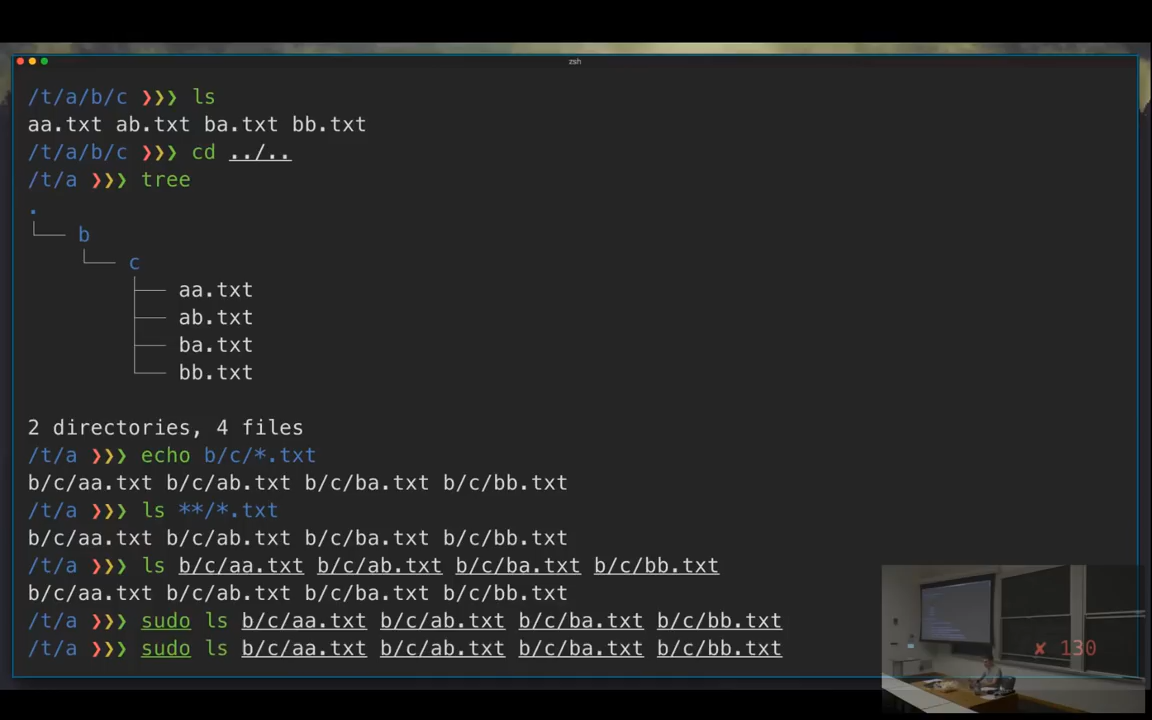 zsh
/t/a/b/c ❯❯❯ ls
aa.txt ab.txt ba.txt bb.txt
/t/a/b/c ❯❯❯ cd ../..
/t/a ❯❯❯ tree
.
└── b
    └── c
        ├── aa.txt
        ├── ab.txt
        ├── ba.txt
        └── bb.txt
2 directories, 4 files
/t/a ❯❯❯ echo b/c/*.txt
b/c/aa.txt b/c/ab.txt b/c/ba.txt b/c/bb.txt
/t/a ❯❯❯ ls **/*.txt
b/c/aa.txt b/c/ab.txt b/c/ba.txt b/c/bb.txt
/t/a ❯❯❯ ls b/c/aa.txt b/c/ab.txt b/c/ba.txt b/c/bb.txt
b/c/aa.txt b/c/ab.txt b/c/ba.txt b/c/bb.txt
/t/a ❯❯❯ sudo ls b/c/aa.txt b/c/ab.txt b/c/ba.txt b/c/bb.txt
/t/a ❯❯❯ sudo ls b/c/aa.txt b/c/ab.txt b/c/ba.txt b/c/bb.txt ✘ 130